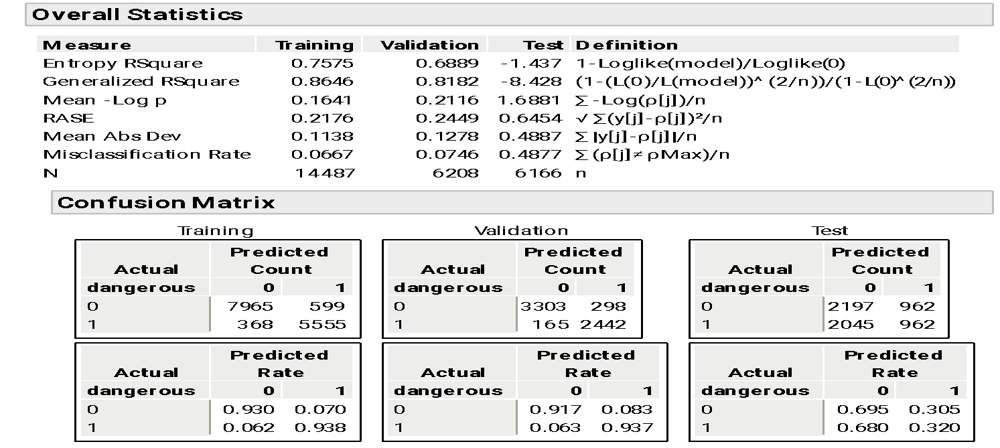 Overall Statistics
Measure Training Validation Test Definition
Entropy RSquare 0.7575 0.6889 -1.437 1-Loglike(model)/Loglike(0)
Generalized RSquare 0.8646 0.8182 -8.428 (1-(L(0)/L(model))^(2/n))/(1-L(0)^(2/n))
Mean -Log p 0.1641 0.2116 1.6881 ∑ -Log(ρ[j])/n
RASE 0.2176 0.2449 0.6454 √ ∑(y[j]-ρ[j])²/n
Mean Abs Dev 0.1138 0.1278 0.4887 ∑ |y[j]-ρ[j]|/n
Misclassification Rate 0.0667 0.0746 0.4877 ∑ (ρ[j]≠ρMax)/n
N 14487 6208 6166 n
Confusion Matrix
Training Validation Test
Predicted Predicted Predicted
Actual Count Actual Count Actual Count
dangerous 0 1 dangerous 0 1 dangerous 0 1
0 7965 599 0 3303 298 0 2197 962
1 368 5555 1 165 2442 1 2045 962
Predicted Predicted Predicted
Actual Rate Actual Rate Actual Rate
dangerous 0 1 dangerous 0 1 dangerous 0 1
0 0.930 0.070 0 0.917 0.083 0 0.695 0.305
1 0.062 0.938 1 0.063 0.937 1 0.680 0.320